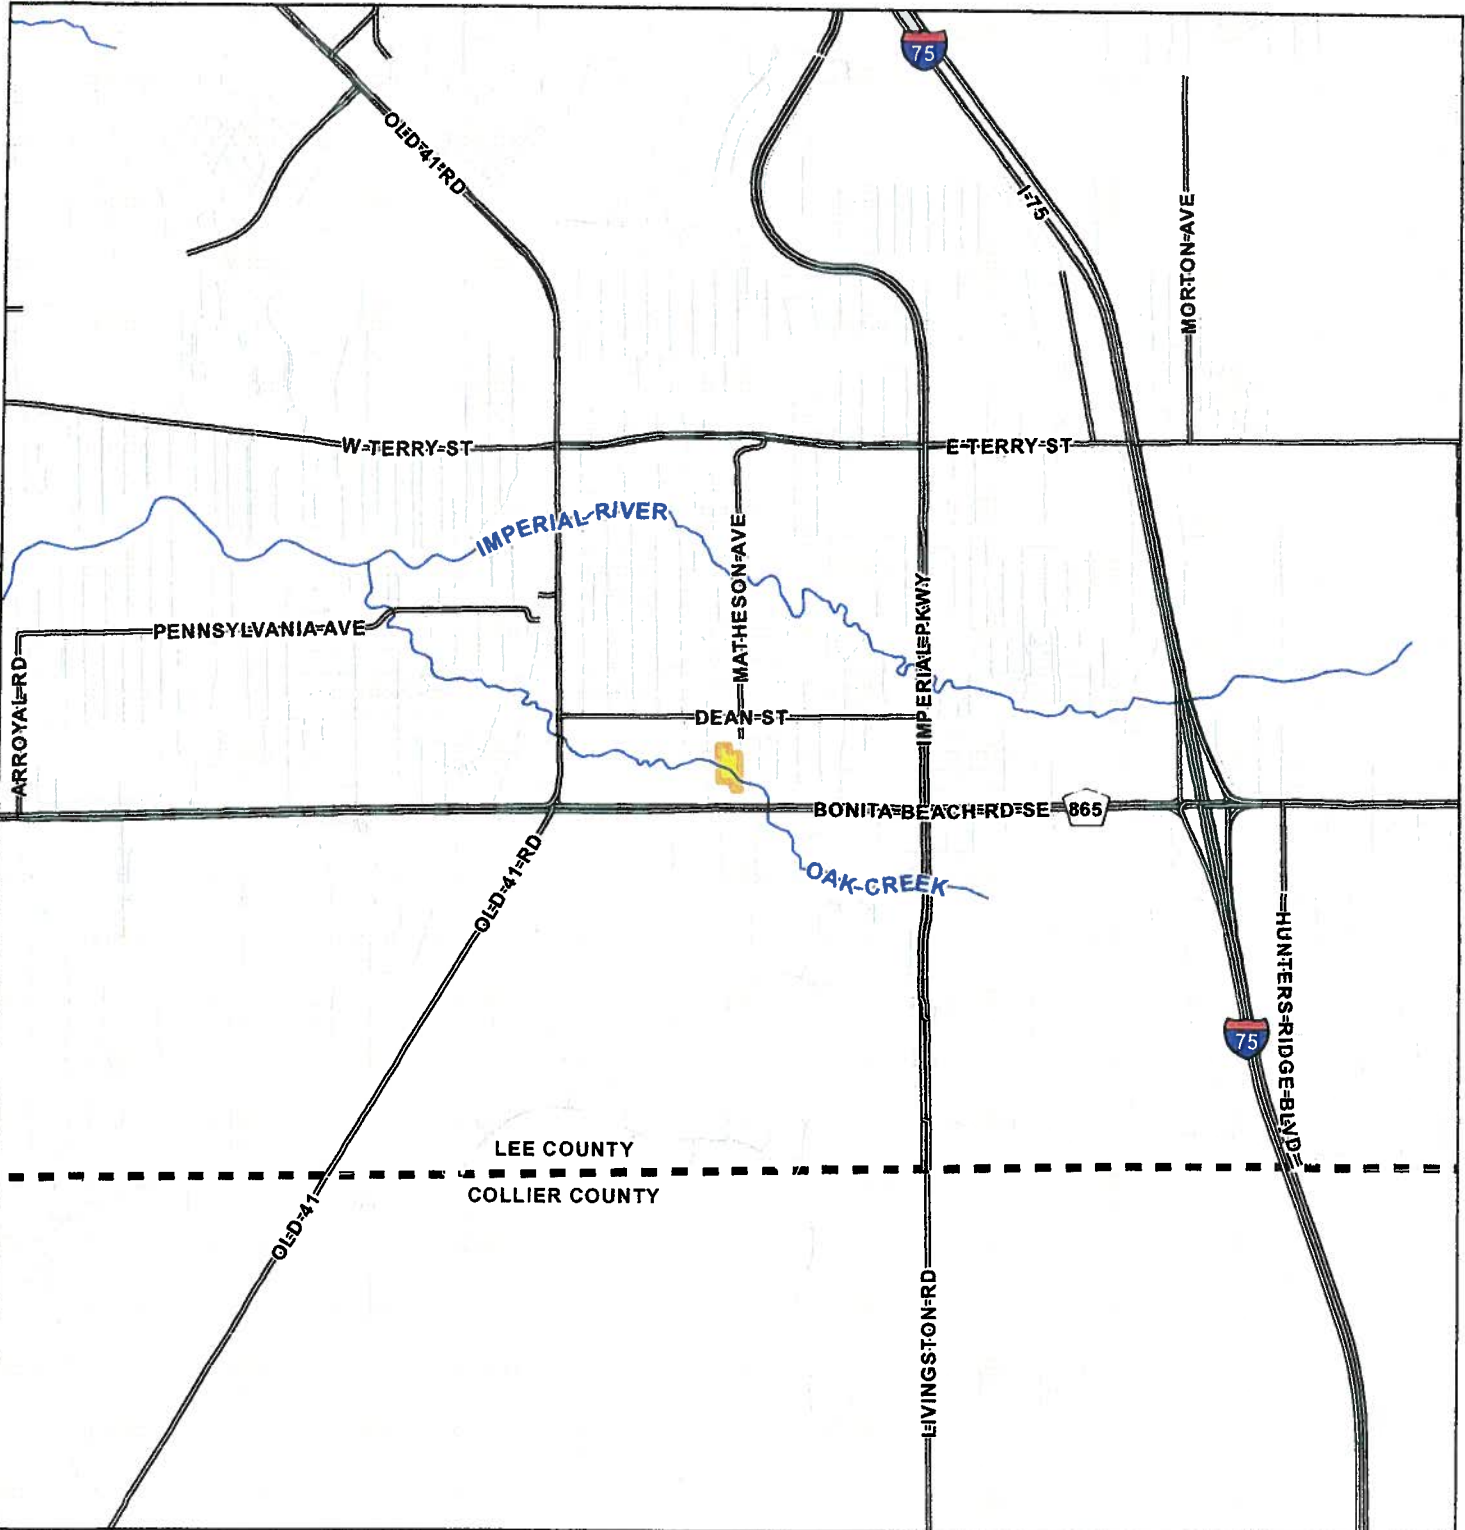 75
OLD 41 RD
I-75
MORTON AVE
W TERRY ST
E TERRY ST
IMPERIAL RIVER
MATHESON AVE
IMPERIAL PKWY
PENNSYLVANIA AVE
ARROYAL RD
DEAN ST
BONITA BEACH RD SE
865
OLD 41 RD
OAK CREEK
HUNTERS RIDGE BLVD
75
LEE COUNTY
COLLIER COUNTY
OLD 41
LIVINGSTON RD